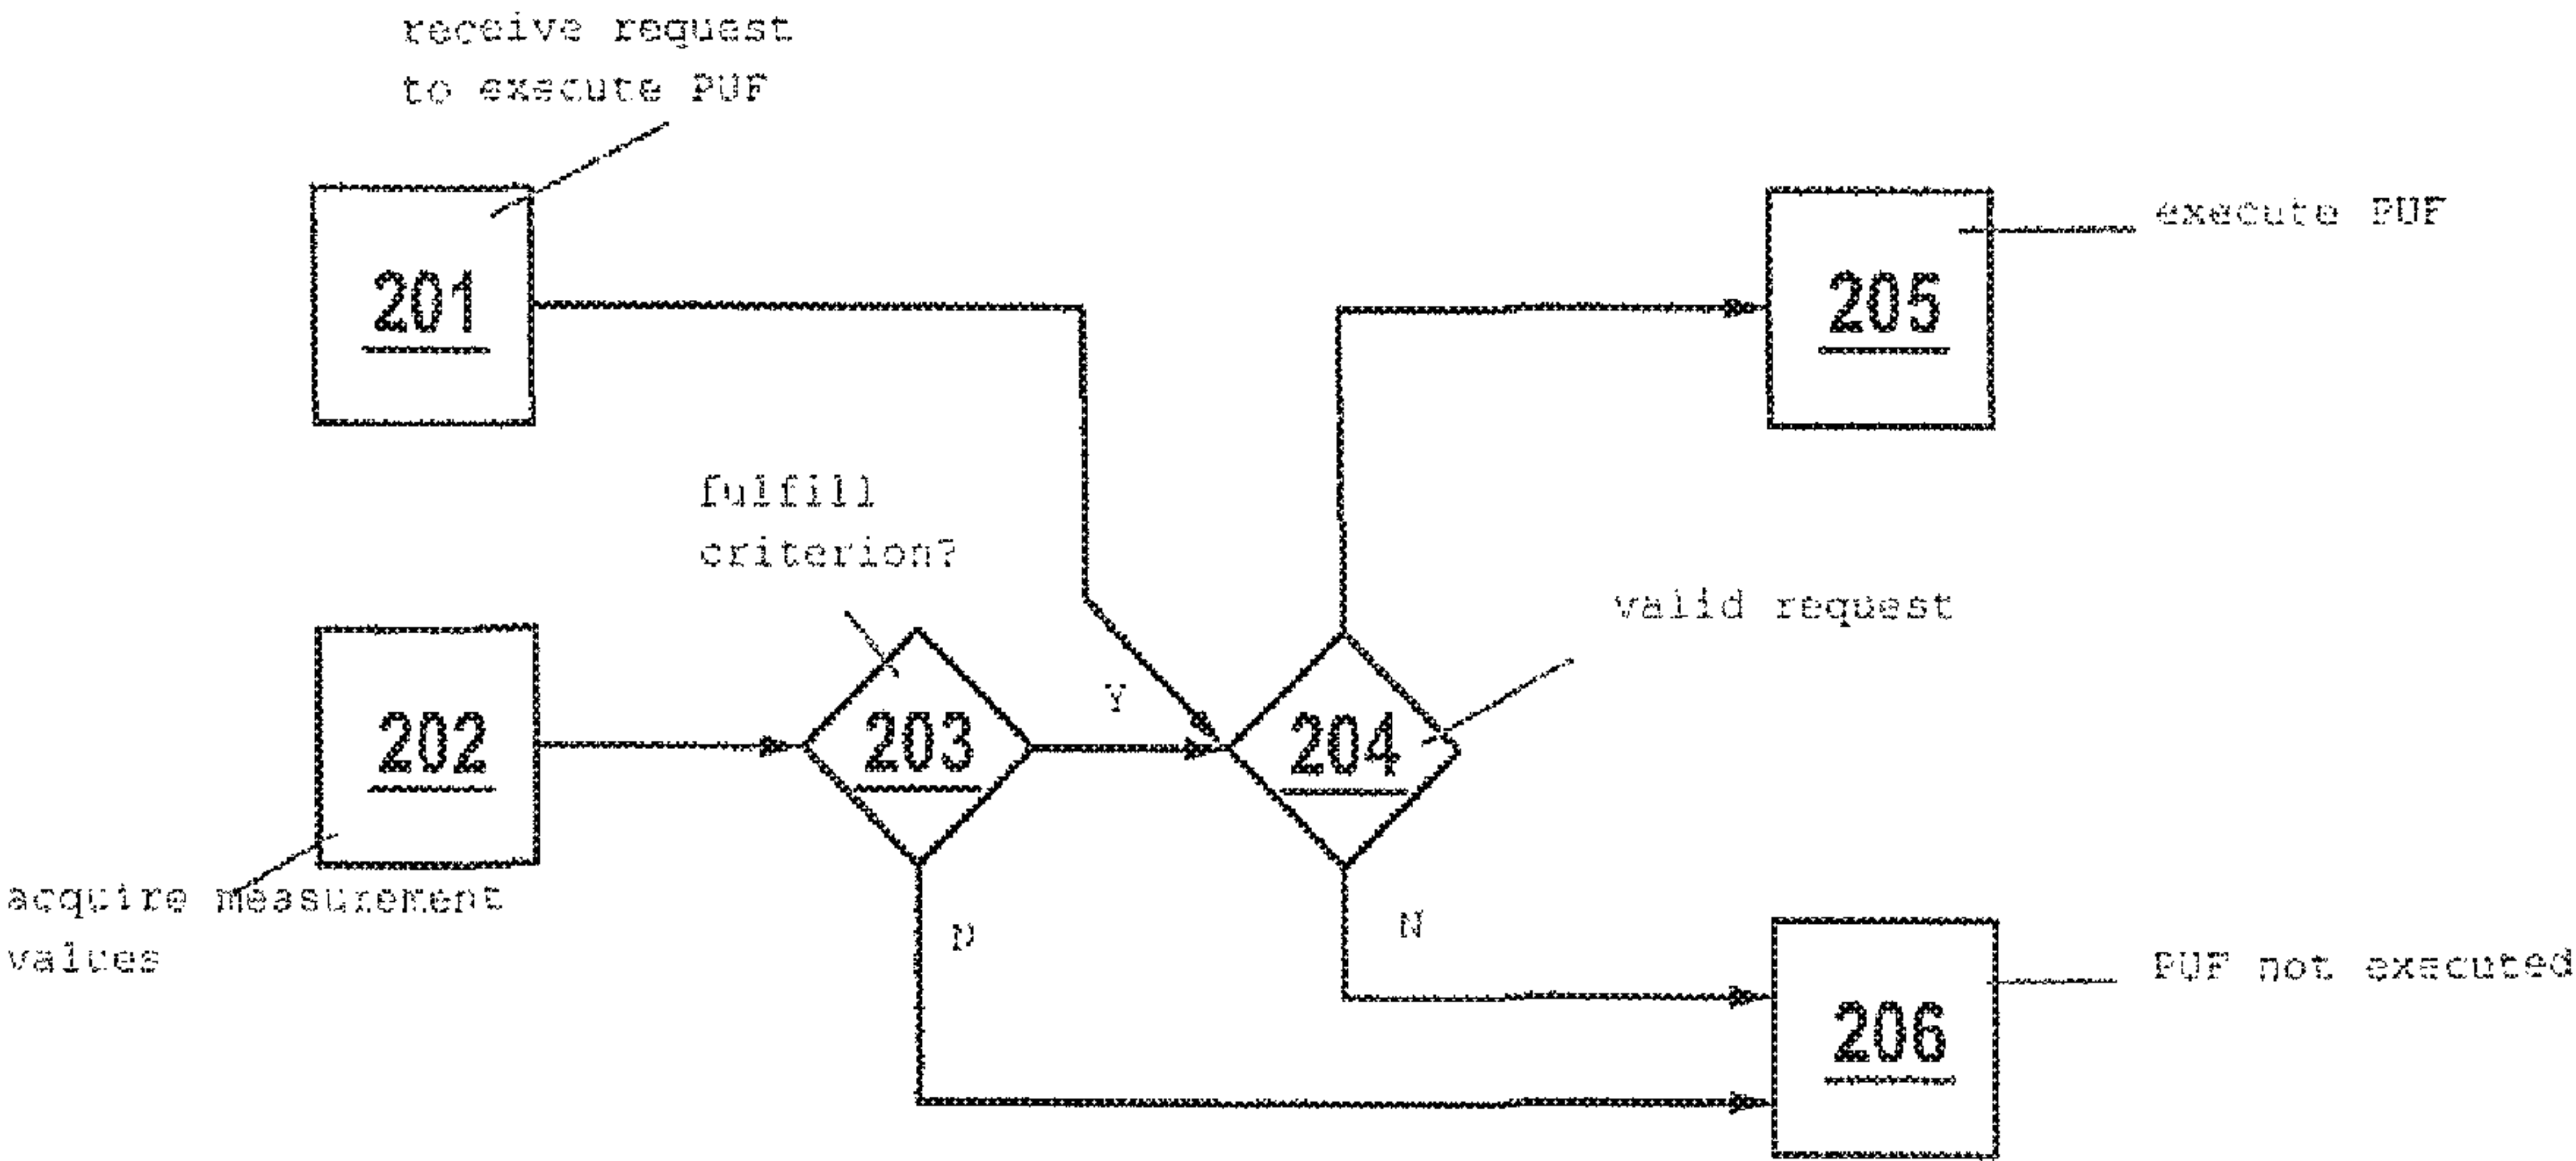 receive request
to execute PUF
201
205
execute PUF
fulfill
criterion?
valid request
202
203
Y
204
acquire measurement
values
N
206
PUF not executed